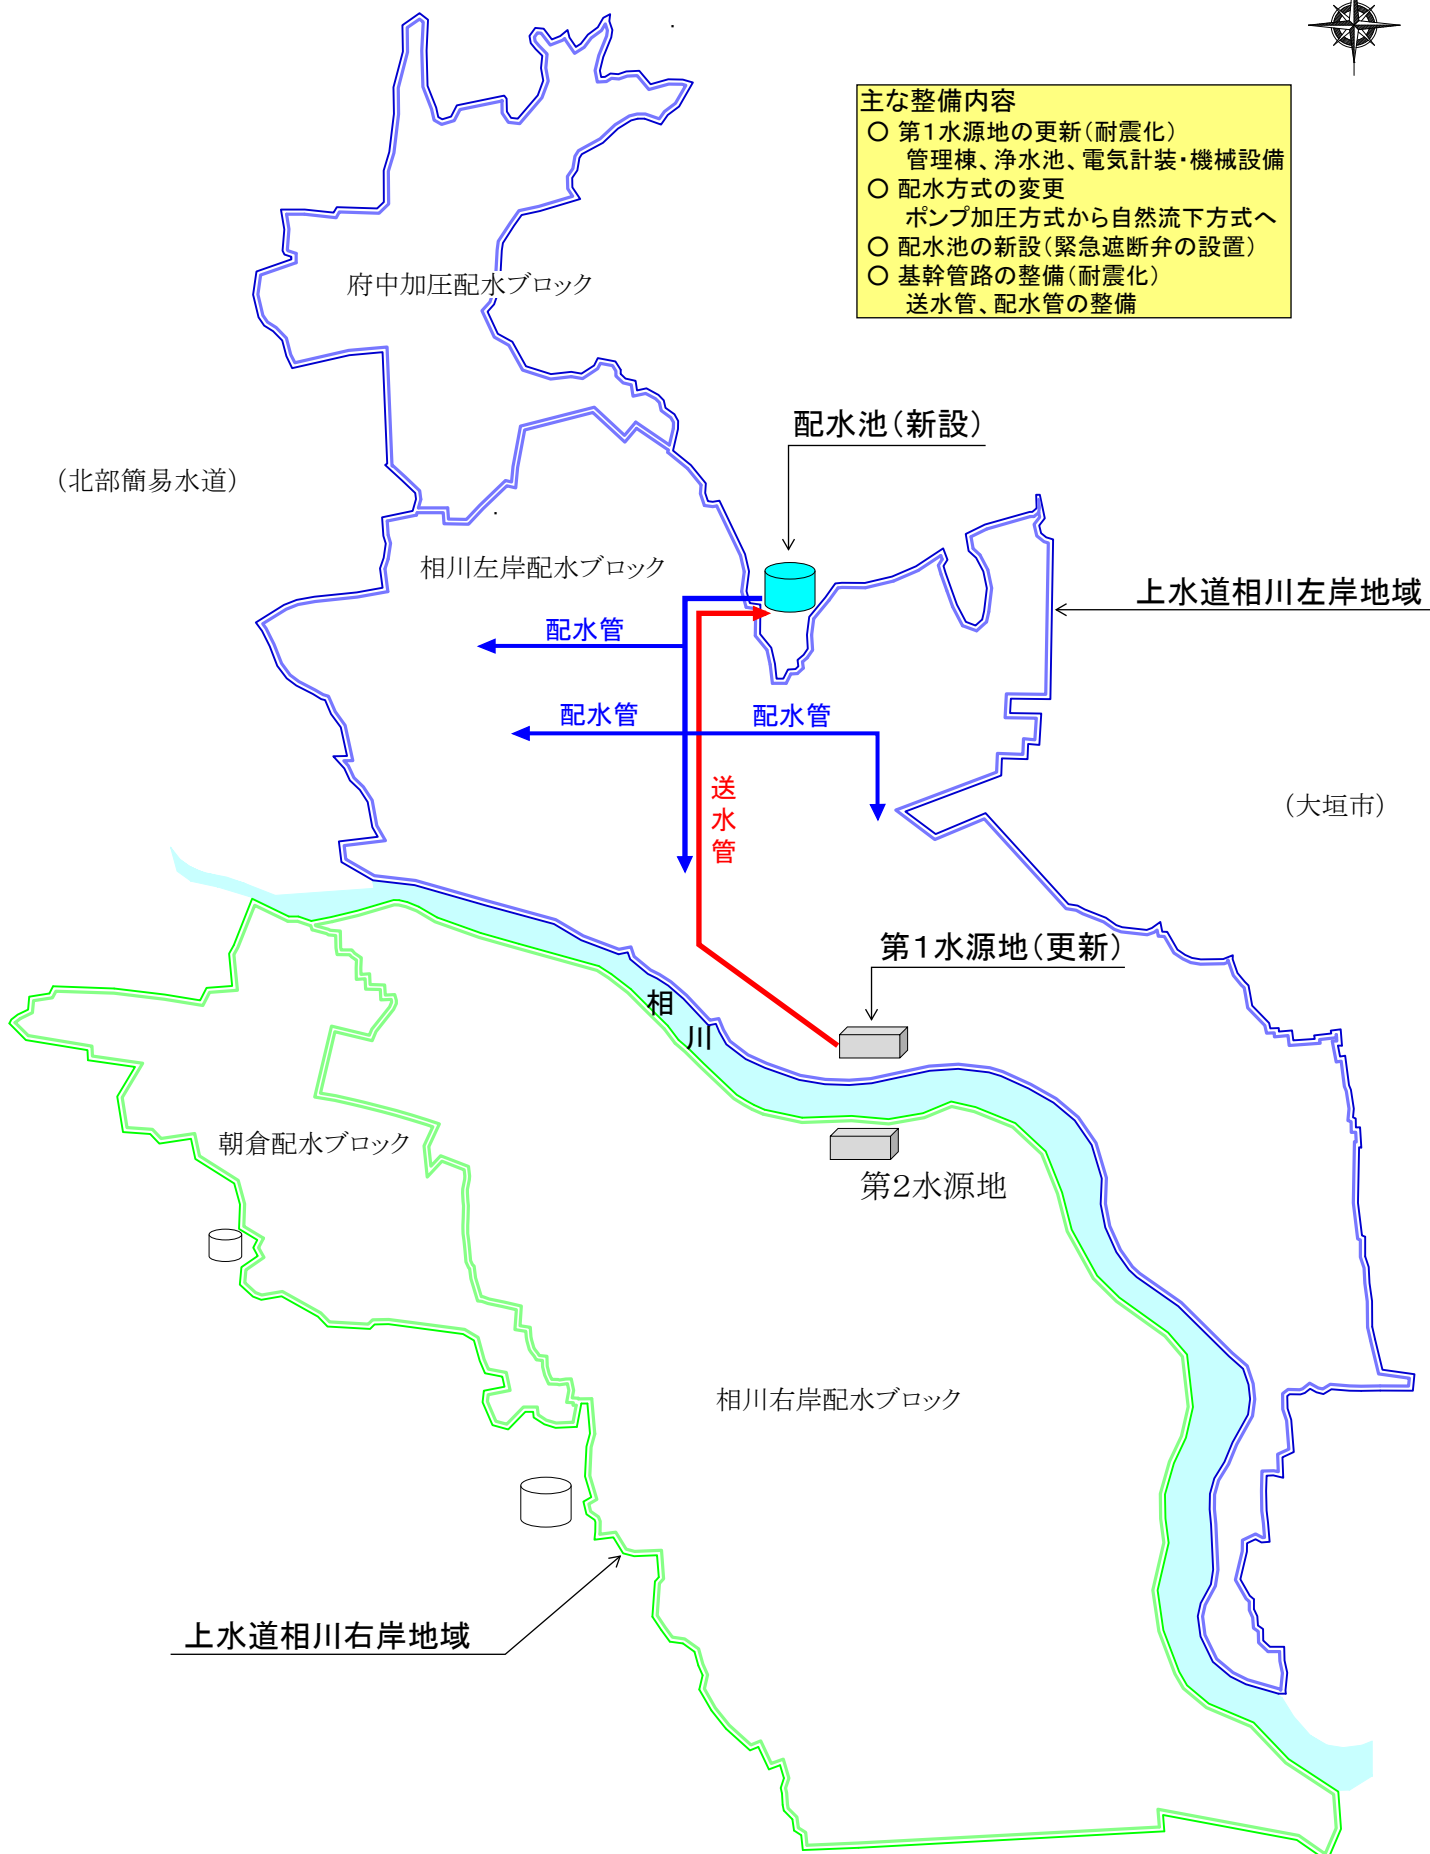 主な整備内容
○ 第1水源地の更新(耐震化)
管理棟、浄水池、電気計装・機械設備
○ 配水方式の変更
ポンプ加圧方式から自然流下方式へ
○ 配水池の新設(緊急遮断弁の設置)
○ 基幹管路の整備(耐震化)
送水管、配水管の整備
府中加圧配水ブロック
配水池(新設)
(北部簡易水道)
相川左岸配水ブロック
上水道相川左岸地域
配水管
配水管
配水管
送水管
(大垣市)
第1水源地(更新)
相川
朝倉配水ブロック
第2水源地
相川右岸配水ブロック
上水道相川右岸地域